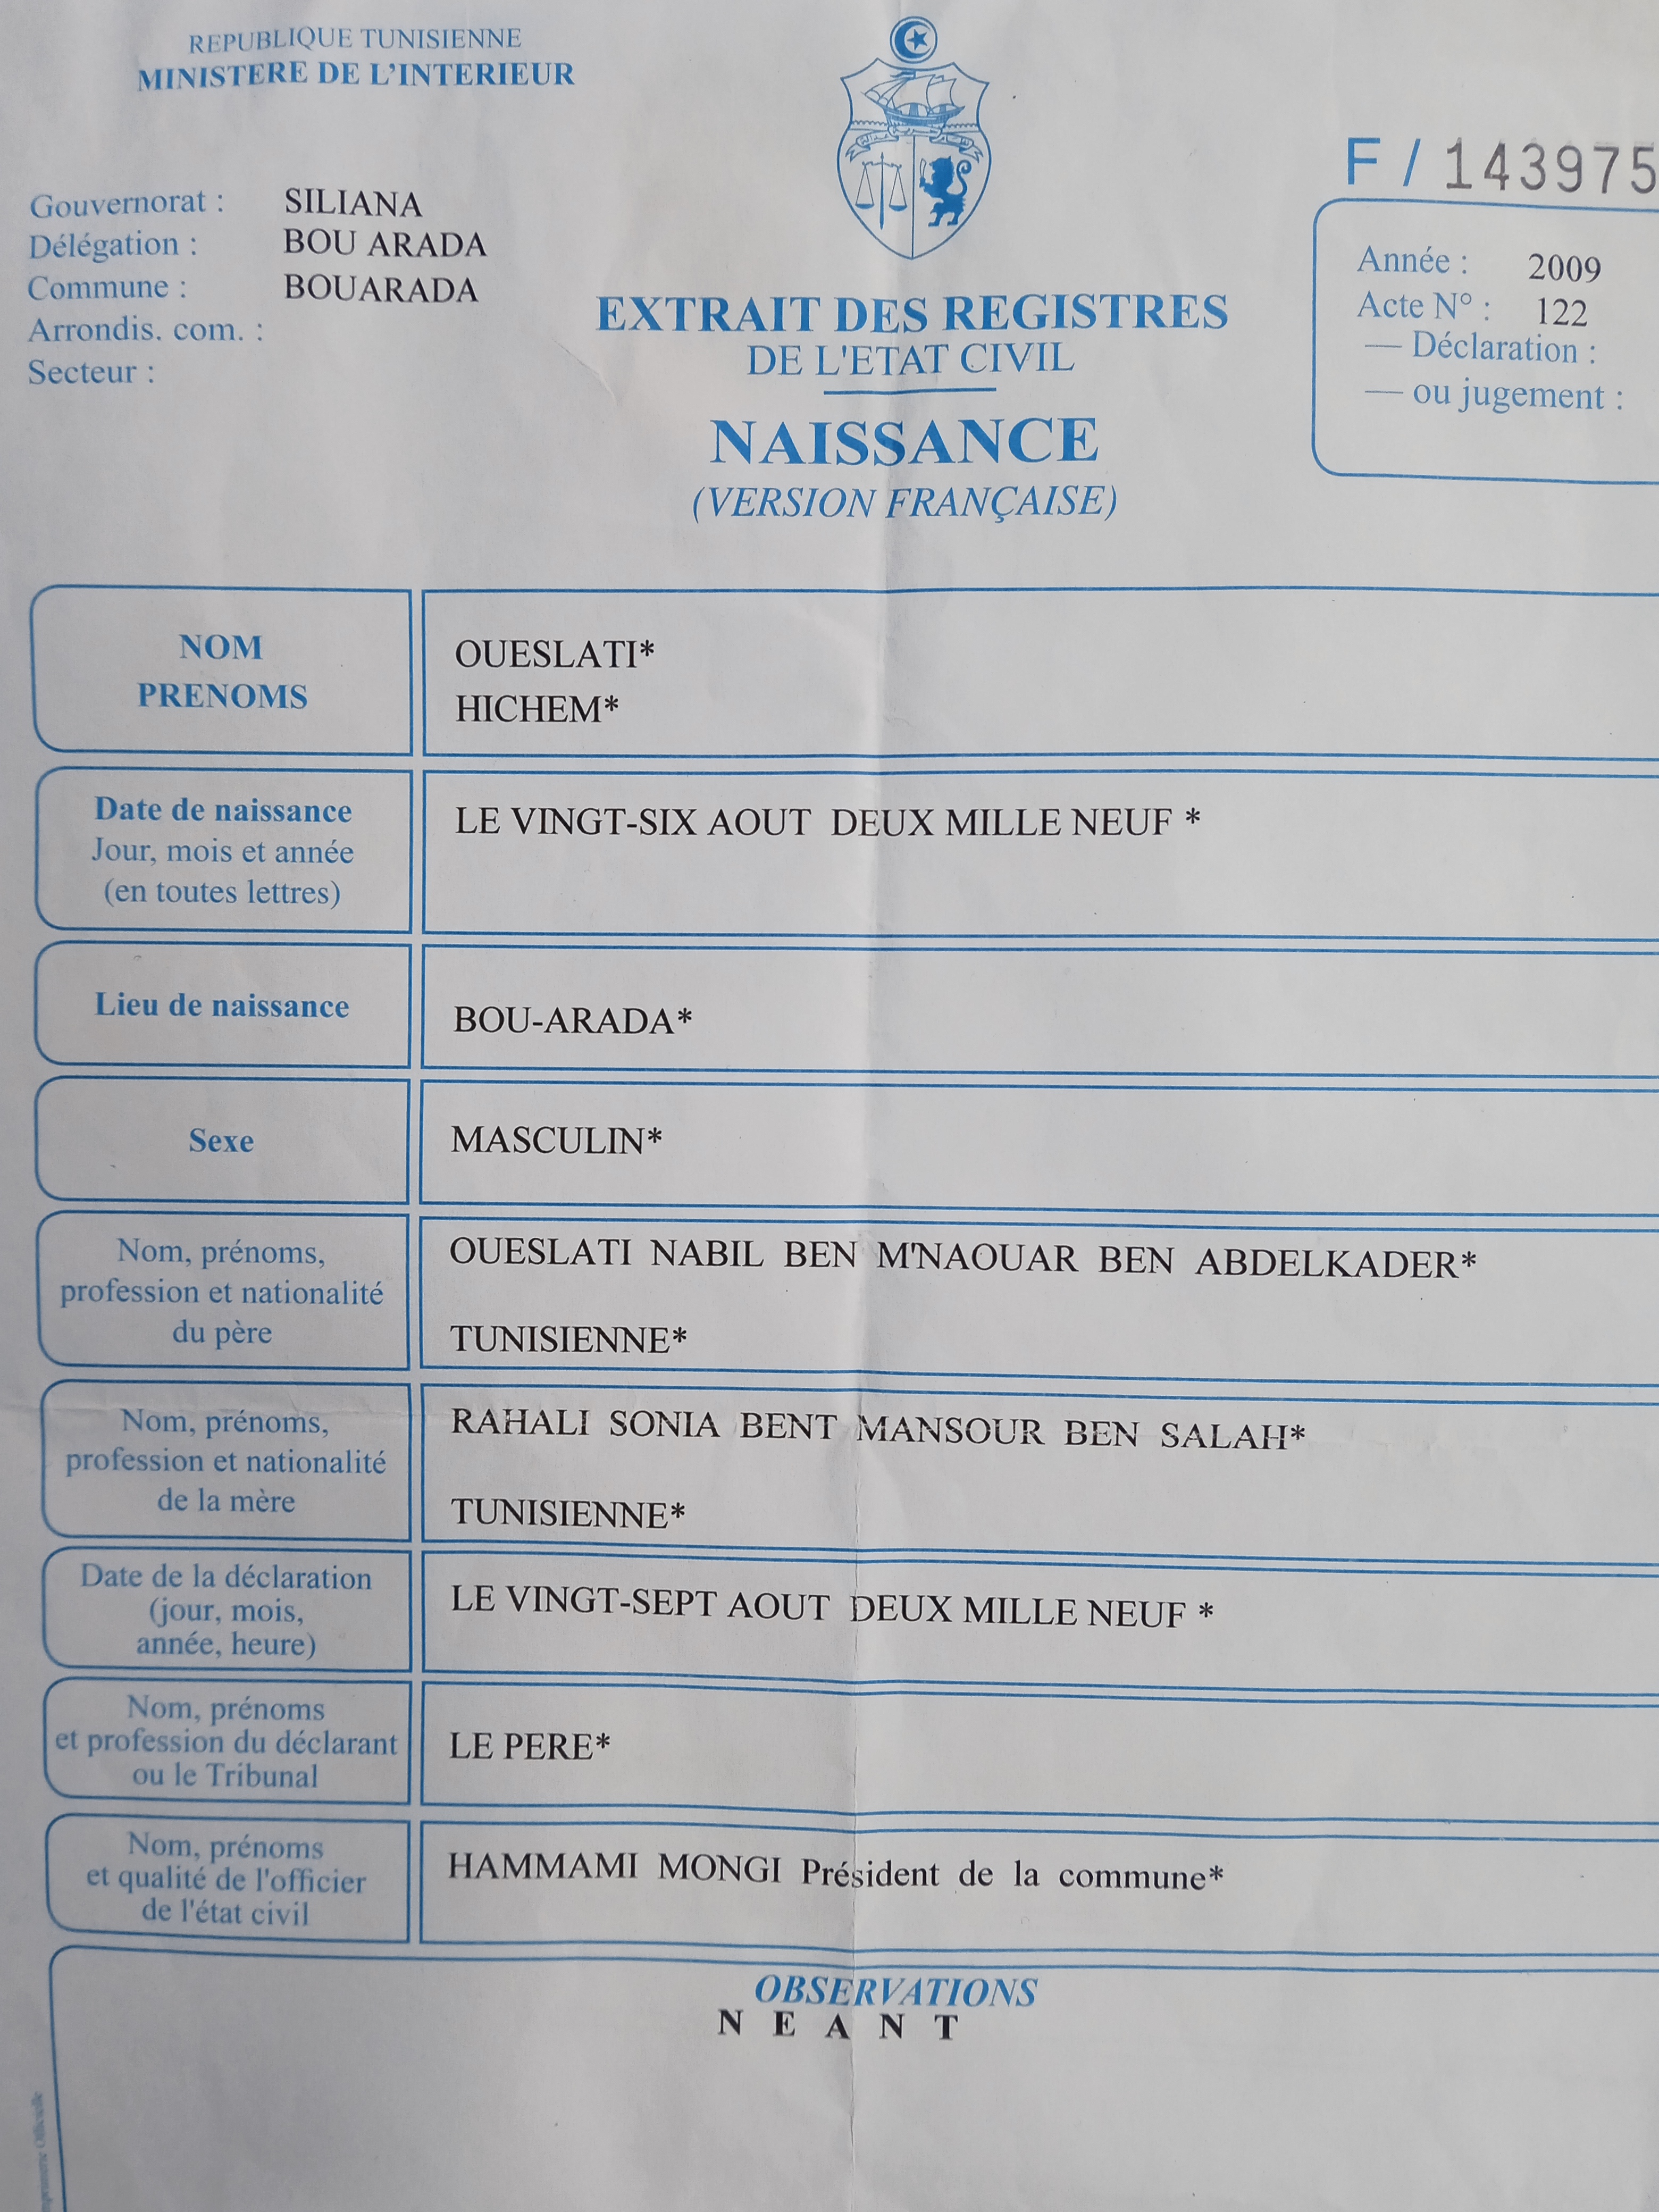 REPUBLIQUE TUNISIENNE
MINISTERE DE L'INTERIEUR
F / 143975
Gouvernorat : SILIANA
Délégation : BOU ARADA
Commune : BOUARADA
Arrondis. com. :
Secteur :
Année : 2009
Acte N° : 122
— Déclaration :
— ou jugement :
EXTRAIT DES REGISTRES
DE L'ETAT CIVIL
NAISSANCE
(VERSION FRANÇAISE)
NOM
PRENOMS
OUESLATI*
HICHEM*
Date de naissance
Jour, mois et année
(en toutes lettres)
LE VINGT-SIX AOUT DEUX MILLE NEUF *
Lieu de naissance
BOU-ARADA*
Sexe
MASCULIN*
Nom, prénoms,
profession et nationalité
du père
OUESLATI NABIL BEN M'NAOUAR BEN ABDELKADER*
TUNISIENNE*
Nom, prénoms,
profession et nationalité
de la mère
RAHALI SONIA BENT MANSOUR BEN SALAH*
TUNISIENNE*
Date de la déclaration
(jour, mois,
année, heure)
LE VINGT-SEPT AOUT DEUX MILLE NEUF *
Nom, prénoms
et profession du déclarant
ou le Tribunal
LE PERE*
Nom, prénoms
et qualité de l'officier
de l'état civil
HAMMAMI MONGI Président de la commune*
OBSERVATIONS
N E A N T
Officielle